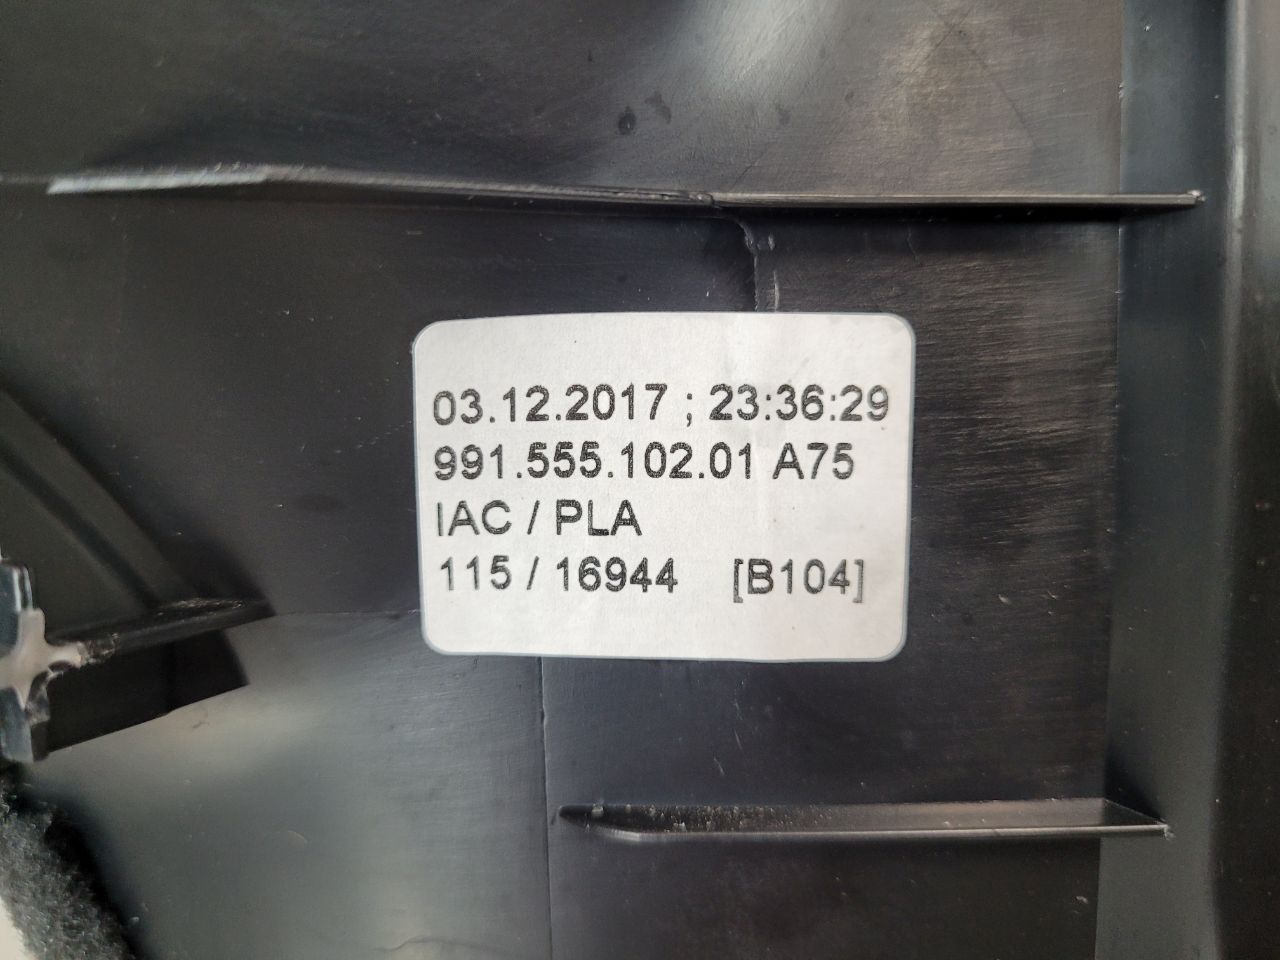 03.12.2017 ; 23:36:29
991.555.102.01 A75
IAC / PLA
115 / 16944 [B104]